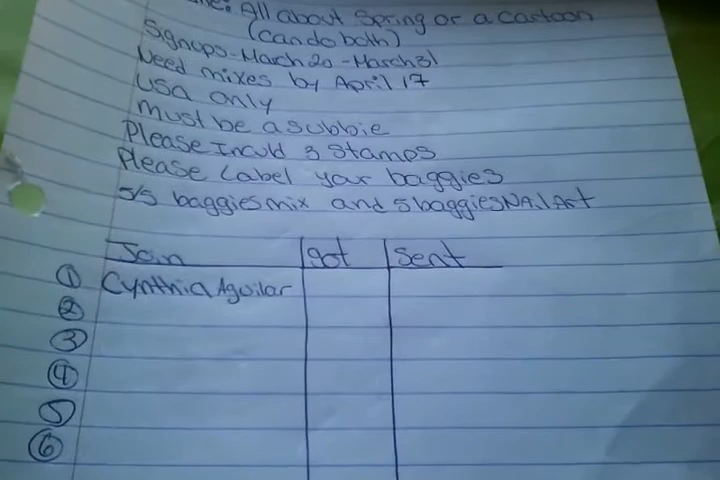 All about Spring or a Cartoon
(Can do both)
Signups - March 20 - March 31
Need mixes by April 17
USA only
Must be a subbie
Please Inculd 3 Stamps
Please Label your baggies
5/5 baggies mix and 5 baggies NAil Art
Join got Sent
① Cynthia Aguilar
②
③
④
⑤
⑥